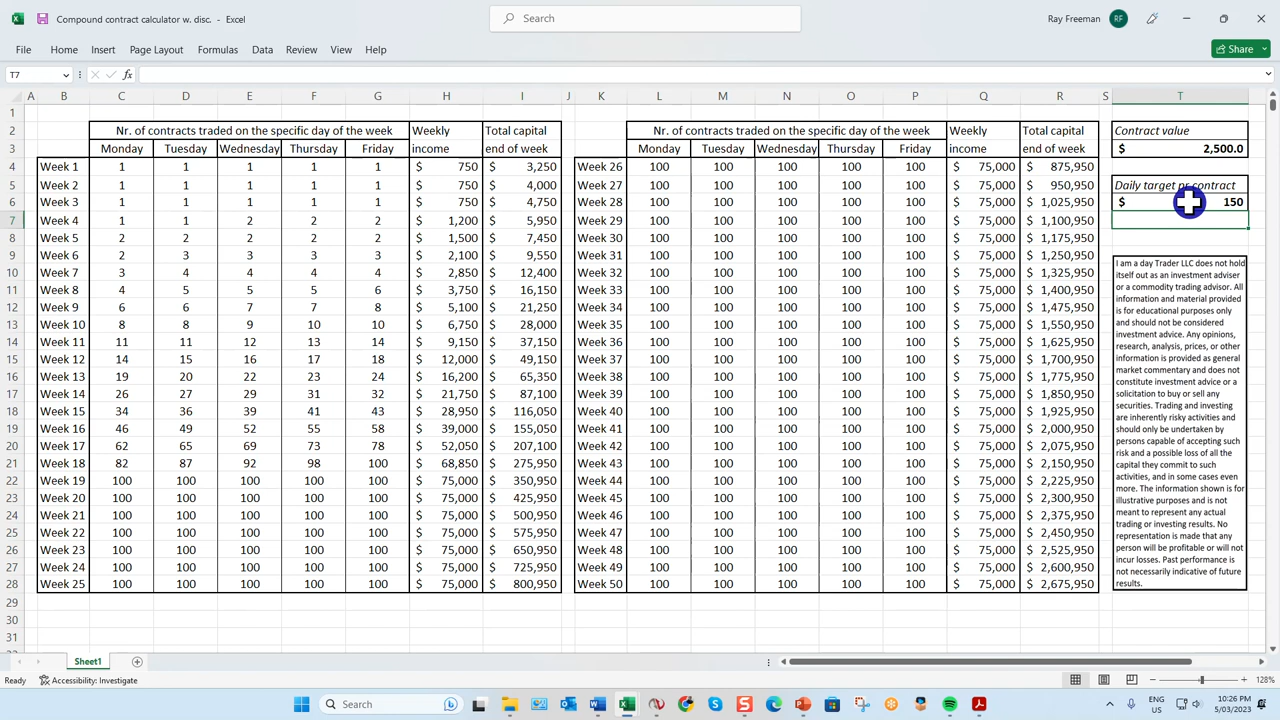 Compound contract calculator w. disc. - Excel
Search
Ray Freeman
RF
File Home Insert Page Layout Formulas Data Review View Help
Share
T7
fx
A B C D E F G H I J K L M N O P Q R S T
1
2 Nr. of contracts traded on the specific day of the week Weekly Total capital Nr. of contracts traded on the specific day of the week Weekly Total capital Contract value
3 Monday Tuesday Wednesday Thursday Friday income end of week Monday Tuesday Wednesday Thursday Friday income end of week $ 2,500.0
4 Week 1 1 1 1 1 1 $ 750 $ 3,250 Week 26 100 100 100 100 100 $ 75,000 $ 875,950
5 Week 2 1 1 1 1 1 $ 750 $ 4,000 Week 27 100 100 100 100 100 $ 75,000 $ 950,950 Daily target pr contract
6 Week 3 1 1 1 1 1 $ 750 $ 4,750 Week 28 100 100 100 100 100 $ 75,000 $ 1,025,950 $ 150
7 Week 4 1 1 2 2 2 $ 1,200 $ 5,950 Week 29 100 100 100 100 100 $ 75,000 $ 1,100,950
8 Week 5 2 2 2 2 2 $ 1,500 $ 7,450 Week 30 100 100 100 100 100 $ 75,000 $ 1,175,950
9 Week 6 2 3 3 3 3 $ 2,100 $ 9,550 Week 31 100 100 100 100 100 $ 75,000 $ 1,250,950
10 Week 7 3 4 4 4 4 $ 2,850 $ 12,400 Week 32 100 100 100 100 100 $ 75,000 $ 1,325,950
11 Week 8 4 5 5 5 6 $ 3,750 $ 16,150 Week 33 100 100 100 100 100 $ 75,000 $ 1,400,950
12 Week 9 6 6 7 7 8 $ 5,100 $ 21,250 Week 34 100 100 100 100 100 $ 75,000 $ 1,475,950
13 Week 10 8 8 9 10 10 $ 6,750 $ 28,000 Week 35 100 100 100 100 100 $ 75,000 $ 1,550,950
14 Week 11 11 11 12 13 14 $ 9,150 $ 37,150 Week 36 100 100 100 100 100 $ 75,000 $ 1,625,950
15 Week 12 14 15 16 17 18 $ 12,000 $ 49,150 Week 37 100 100 100 100 100 $ 75,000 $ 1,700,950
16 Week 13 19 20 22 23 24 $ 16,200 $ 65,350 Week 38 100 100 100 100 100 $ 75,000 $ 1,775,950
17 Week 14 26 27 29 31 32 $ 21,750 $ 87,100 Week 39 100 100 100 100 100 $ 75,000 $ 1,850,950
18 Week 15 34 36 39 41 43 $ 28,950 $ 116,050 Week 40 100 100 100 100 100 $ 75,000 $ 1,925,950
19 Week 16 46 49 52 55 58 $ 39,000 $ 155,050 Week 41 100 100 100 100 100 $ 75,000 $ 2,000,950
20 Week 17 62 65 69 73 78 $ 52,050 $ 207,100 Week 42 100 100 100 100 100 $ 75,000 $ 2,075,950
21 Week 18 82 87 92 98 100 $ 68,850 $ 275,950 Week 43 100 100 100 100 100 $ 75,000 $ 2,150,950
22 Week 19 100 100 100 100 100 $ 75,000 $ 350,950 Week 44 100 100 100 100 100 $ 75,000 $ 2,225,950
23 Week 20 100 100 100 100 100 $ 75,000 $ 425,950 Week 45 100 100 100 100 100 $ 75,000 $ 2,300,950
24 Week 21 100 100 100 100 100 $ 75,000 $ 500,950 Week 46 100 100 100 100 100 $ 75,000 $ 2,375,950
25 Week 22 100 100 100 100 100 $ 75,000 $ 575,950 Week 47 100 100 100 100 100 $ 75,000 $ 2,450,950
26 Week 23 100 100 100 100 100 $ 75,000 $ 650,950 Week 48 100 100 100 100 100 $ 75,000 $ 2,525,950
27 Week 24 100 100 100 100 100 $ 75,000 $ 725,950 Week 49 100 100 100 100 100 $ 75,000 $ 2,600,950
28 Week 25 100 100 100 100 100 $ 75,000 $ 800,950 Week 50 100 100 100 100 100 $ 75,000 $ 2,675,950
29
30
31
I am a day Trader LLC does not hold
itself out as an investment adviser
or a commodity trading advisor. All
information and material provided
is for educational purposes only
and should not be considered
investment advice. Any opinions,
research, analysis, prices, or other
information is provided as general
market commentary and does not
constitute investment advice or a
solicitation to buy or sell any
securities. Trading and investing
are inherently risky activities and
should only be undertaken by
persons capable of accepting such
risk and a possible loss of all the
capital they commit to such
activities, and in some cases even
more. The information shown is for
illustrative purposes and is not
meant to represent any actual
trading or investing results. No
representation is made that any
person will be profitable or will not
incur losses. Past performance is
not necessarily indicative of future
results.
Sheet1
Ready Accessibility: Investigate 128%
Search
ENG
US
10:26 PM
5/03/2023